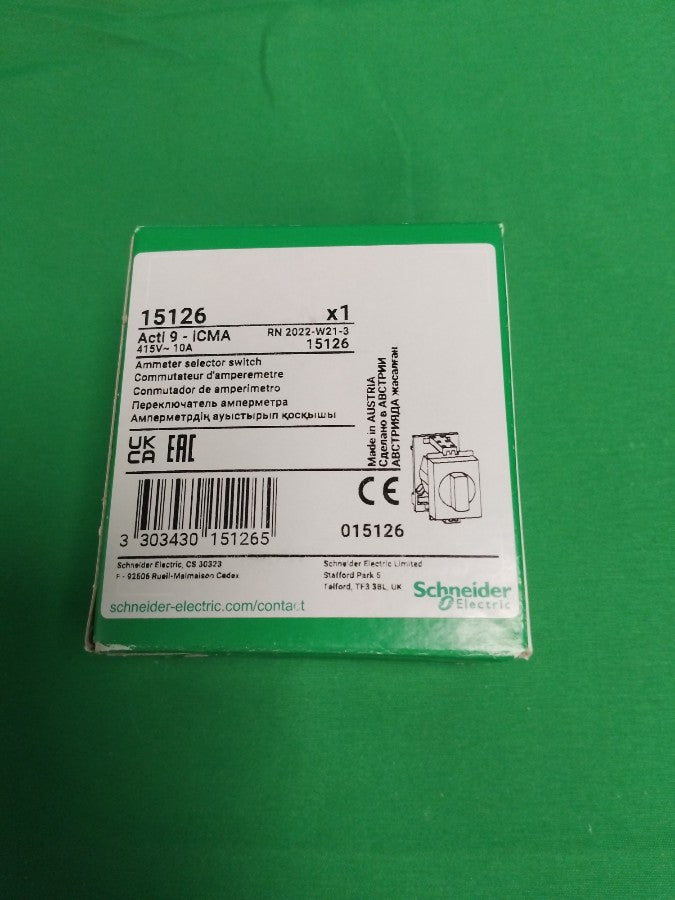 15126 x1
Acti 9 - iCMA RN 2022-W21-3
415V~ 10A 15126
Ammeter selector switch
Commutateur d'amperemetre
Conmutador de amperimetro
Переключатель амперметра
Амперметрдің ауыстырып қосқышы
Made in AUSTRIA
Сделано в АВСТРИИ
АВСТРИЯДА жасалған
UK
CA EAC
CE
3 303430 151265
015126
Schneider Electric, CS 30323
F - 92506 Rueil-Malmaison Cedex
Schneider Electric Limited
Stafford Park 5
Telford, TF3 3BL, UK
schneider-electric.com/contact
Schneider
Electric